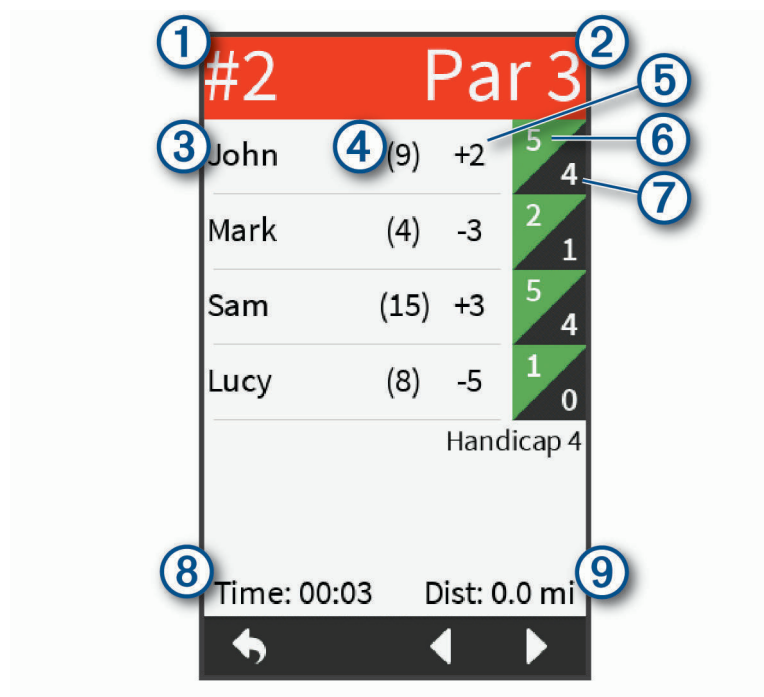 1 2
#2 Par 3
5
3 John 4 (9) +2 5 6
4 7
Mark (4) -3 2
1
Sam (15) +3 5
4
Lucy (8) -5 1
0
Handicap 4
8 9
Time: 00:03 Dist: 0.0 mi